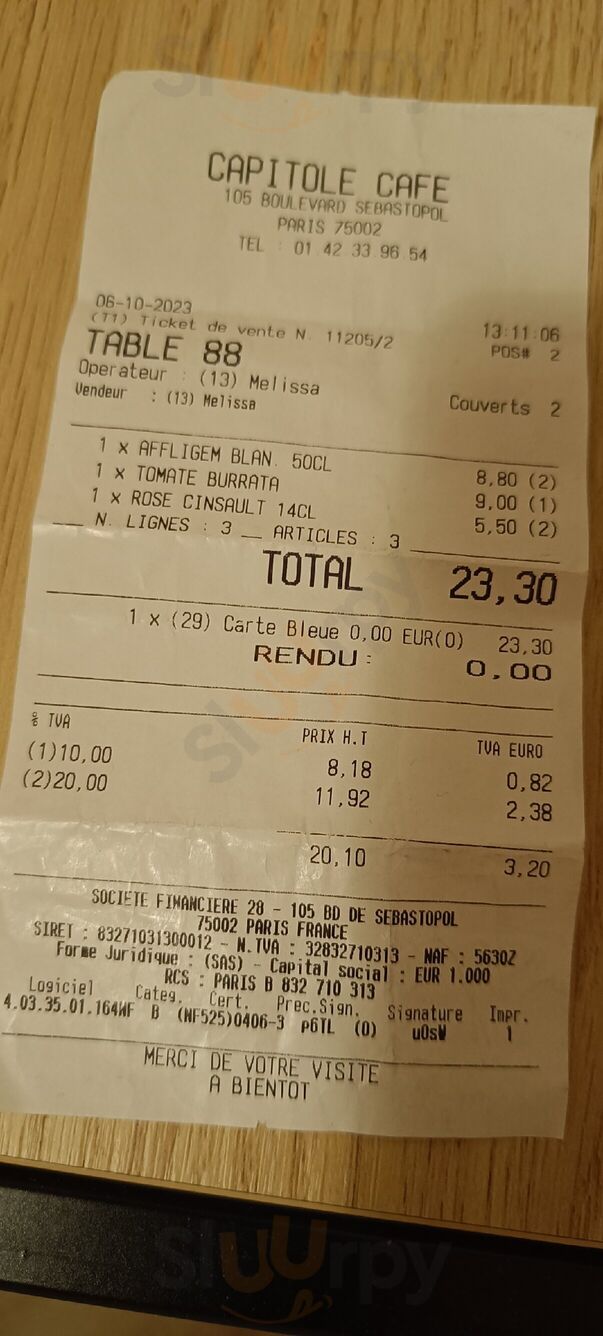 slUUrpy
CAPITOLE CAFE
105 BOULEVARD SEBASTOPOL
PARIS 75002
TEL : 01 42 33 96 54
06-10-2023 13:11:06
(T1) Ticket de vente N. 11205/2 POS# 2
TABLE 88
Operateur : (13) Melissa
Vendeur : (13) Melissa Couverts 2
1 x AFFLIGEM BLAN. 50CL 8,80 (2)
1 x TOMATE BURRATA 9,00 (1)
1 x ROSE CINSAULT 14CL 5,50 (2)
__ N. LIGNES : 3 __ ARTICLES : 3
TOTAL 23,30
1 x (29) Carte Bleue 0,00 EUR(0) 23,30
RENDU : 0,00
slUUrpy
% TVA PRIX H.T TVA EURO
(1)10,00 8,18 0,82
(2)20,00 11,92 2,38
20,10 3,20
SOCIETE FINANCIERE 28 - 105 BD DE SEBASTOPOL
75002 PARIS FRANCE
SIRET : 83271031300012 - N.TVA : 32832710313 - NAF : 5630Z
Forme Juridique : (SAS) - Capital social : EUR 1.000
RCS : PARIS B 832 710 313
Logiciel Categ. Cert. Prec.Sign. Signature Impr.
4.03.35.01.164WF B (NF525)0406-3 p6TL (0) uOsW 1
MERCI DE VOTRE VISITE
A BIENTOT
slUUrpy